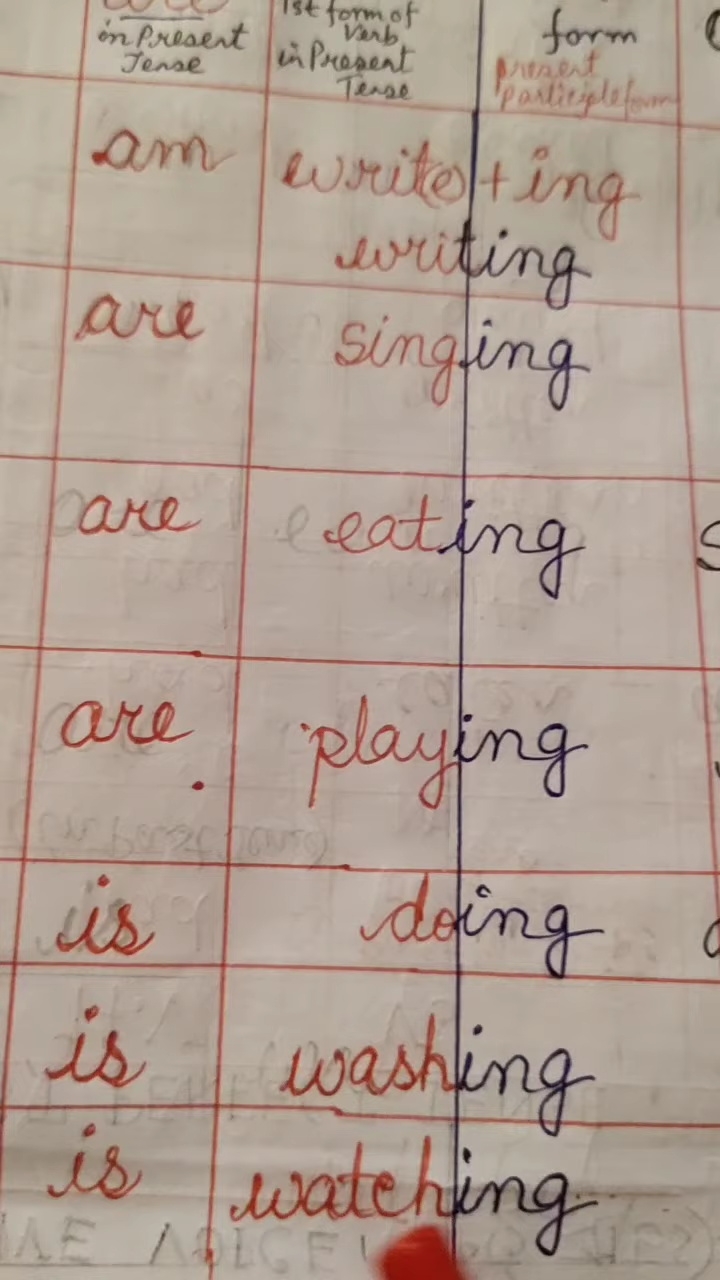 in Present
Tense
1st form of
Verb
in Present
Tense
form
present
participle form
am write + ing
writing
are singing
are eating
are playing
is doing
is washing
is watching